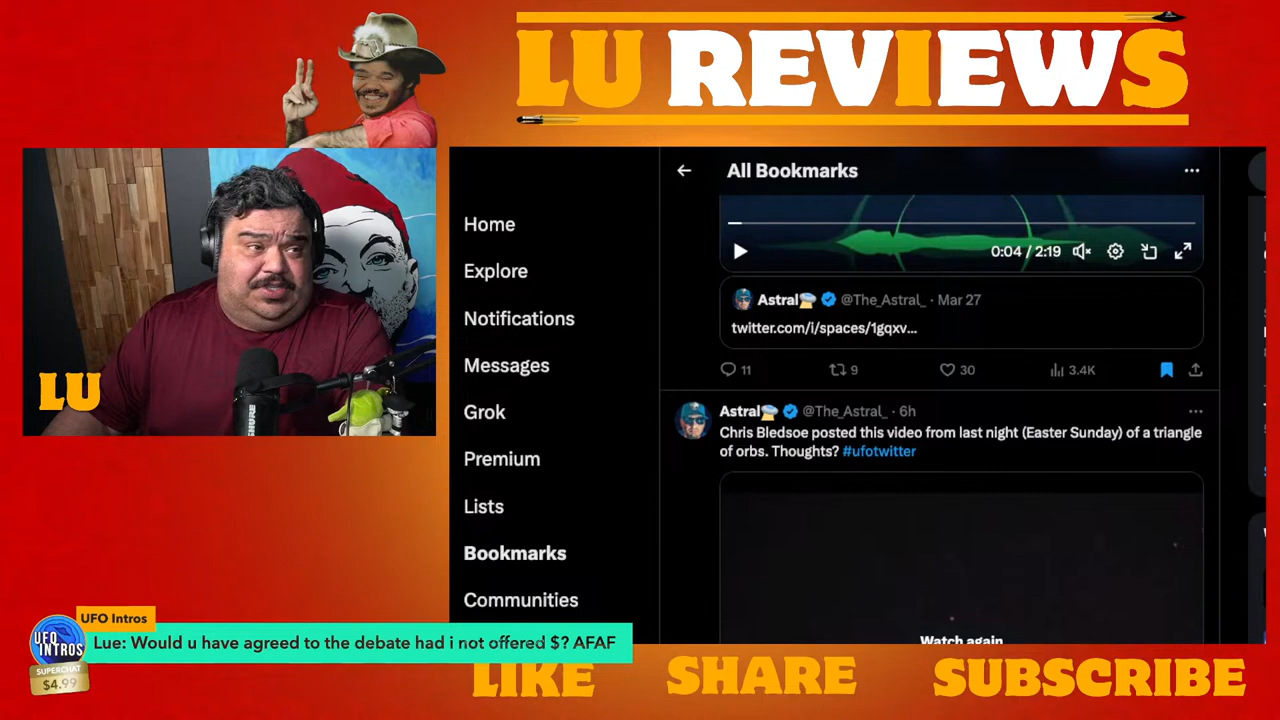 LU REVIEWS
LU
Home
Explore
Notifications
Messages
Grok
Premium
Lists
Bookmarks
Communities
All Bookmarks
0:04 / 2:19
Astral @The_Astral_ · Mar 27
twitter.com/i/spaces/1gqxv...
11 9 30 3.4K
Astral @The_Astral_ · 6h
Chris Bledsoe posted this video from last night (Easter Sunday) of a triangle
of orbs. Thoughts? #ufotwitter
Watch again
SHURE
UFO Intros
UFO
INTROS
Lue: Would u have agreed to the debate had i not offered $? AFAF
SUPERCHAT
$4.99
LIKE SHARE SUBSCRIBE